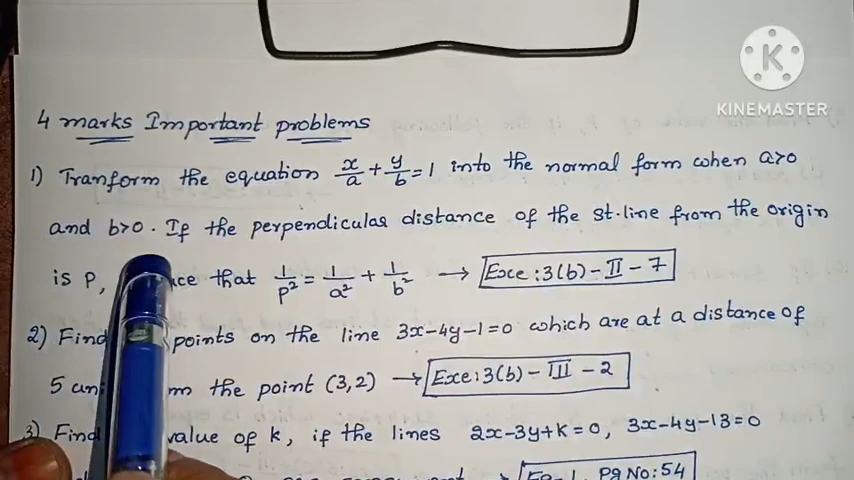 K
KINEMASTER
4 marks Important problems
1) Tranform the equation x/a + y/b = 1 into the normal form when a>0
and b>0. If the perpendicular distance of the st.line from the origin
is P, that 1/p² = 1/a² + 1/b² → Exe:3(b)-II-7
2) Find points on the line 3x-4y-1=0 which are at a distance of
5 the point (3,2) → Exe:3(b)-III-2
3) Find value of k, if the lines 2x-3y+k=0, 3x-4y-13=0
Pg No:54